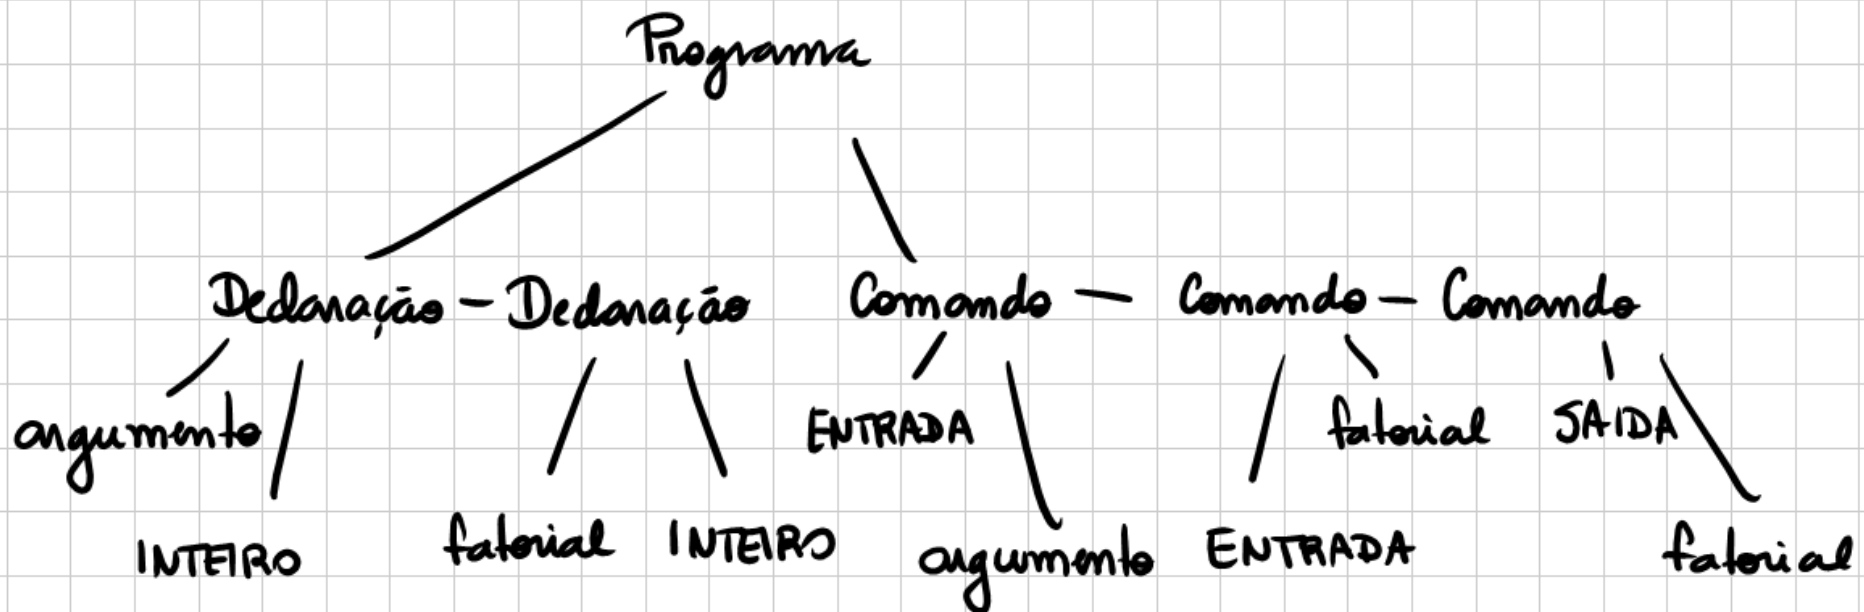 Programa
Declaração - Declaração Comando - Comando - Comando
argumento ENTRADA fatorial SAIDA
INTEIRO fatorial INTEIRO argumento ENTRADA fatorial